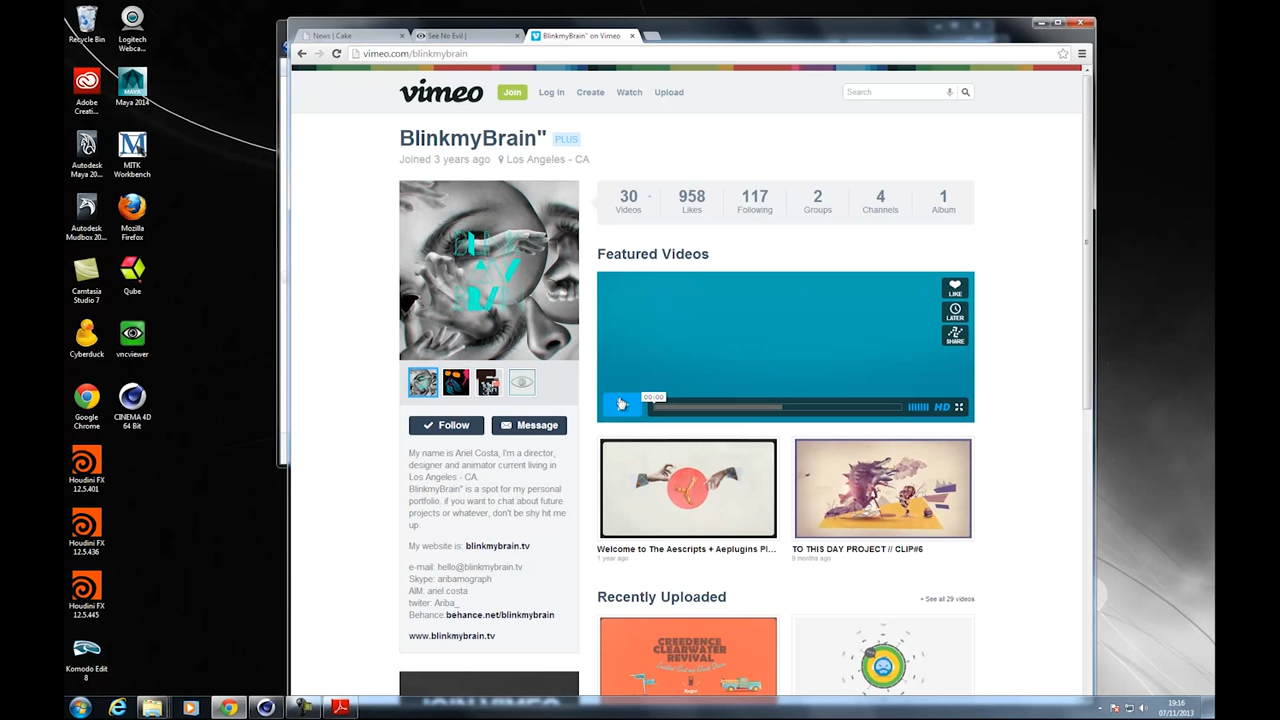 Recycle Bin
Logitech
Webca...
Adobe
Creati...
Maya 2014
Autodesk
Maya 20...
MITK
Workbench
Autodesk
Mudbox 20...
Mozilla
Firefox
Camtasia
Studio 7
Qube
Cyberduck
vncviewer
Google
Chrome
CINEMA 4D
64 Bit
Houdini FX
12.5.401
Houdini FX
12.5.436
Houdini FX
12.5.445
Komodo Edit
8
News | Cake
See No Evil |
BlinkmyBrain" on Vimeo
vimeo.com/blinkmybrain
vimeo
Join
Log In
Create
Watch
Upload
Search
BlinkmyBrain" PLUS
Joined 3 years ago Los Angeles - CA
30
Videos
958
Likes
117
Following
2
Groups
4
Channels
1
Album
Follow
Message
My name is Ariel Costa, I'm a director,
designer and animator current living in
Los Angeles - CA.
BlinkmyBrain" is a spot for my personal
portfolio. if you want to chat about future
projects or whatever, don't be shy hit me
up.
My website is: blinkmybrain.tv
e-mail: hello@blinkmybrain.tv
Skype: aribamograph
AIM: ariel.costa
twiter: Ariba_
Behance:behance.net/blinkmybrain
www.blinkmybrain.tv
Featured Videos
LIKE
LATER
SHARE
00:00
HD
Welcome to The Aescripts + Aeplugins Pl...
1 year ago
TO THIS DAY PROJECT // CLIP#6
9 months ago
Recently Uploaded
+ See all 29 videos
CREEDENCE
CLEARWATER
REVIVAL
JOIN VIMEO
19:16
07/11/2013